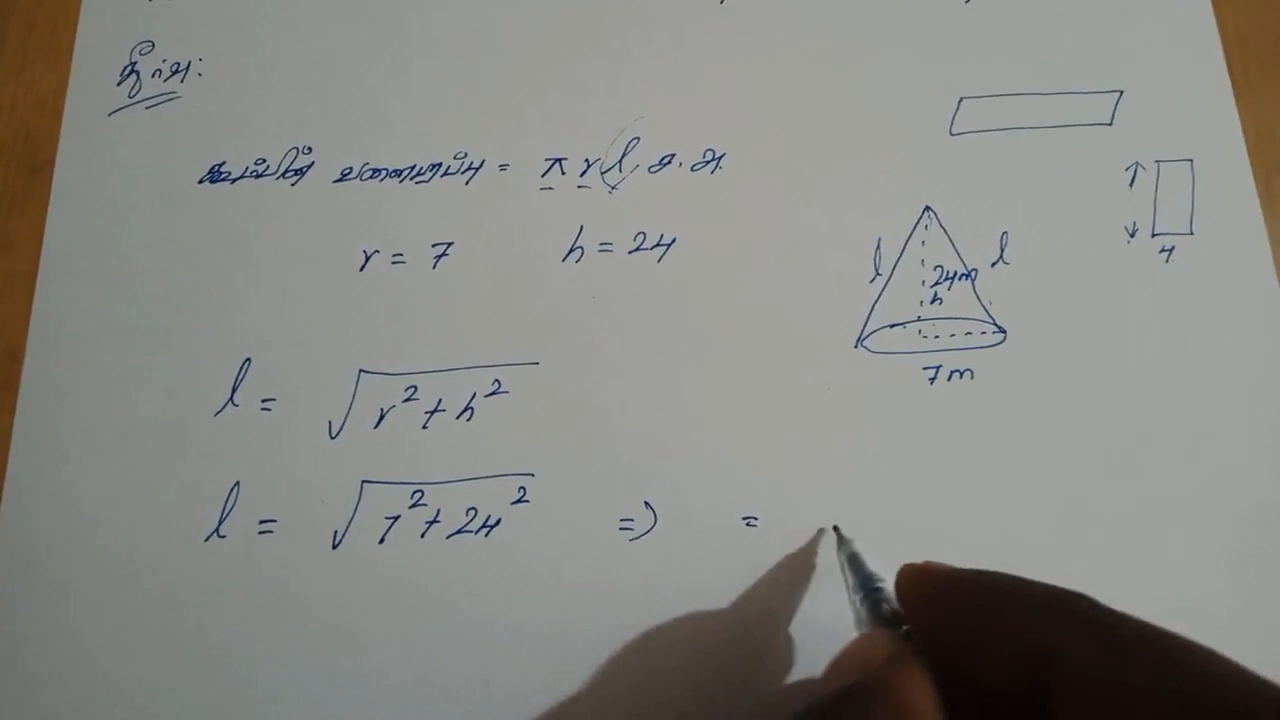 தீர்வு:
கூம்பின் வளைபரப்பு = π r l. ச.அ.
r = 7 h = 24
l l
24m
h
7m
4
l = √r² + h²
l = √7² + 24² => =